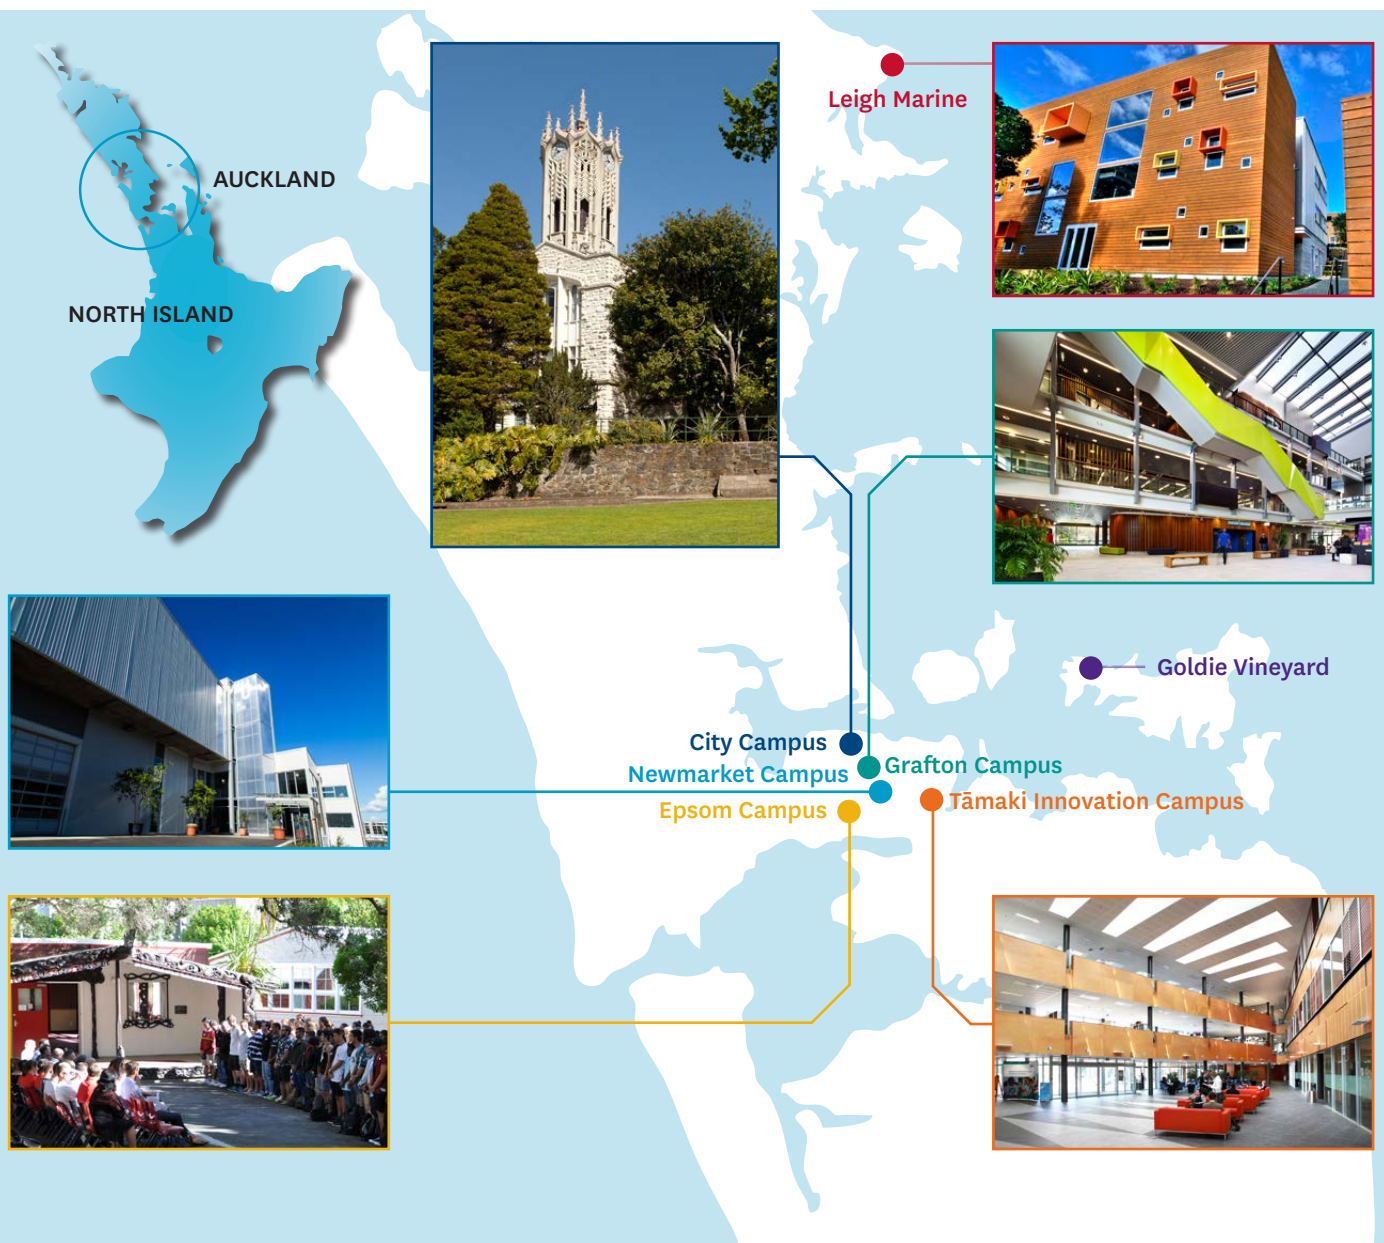 Leigh Marine
AUCKLAND
NORTH ISLAND
Goldie Vineyard
City Campus
Grafton Campus
Newmarket Campus
Tāmaki Innovation Campus
Epsom Campus